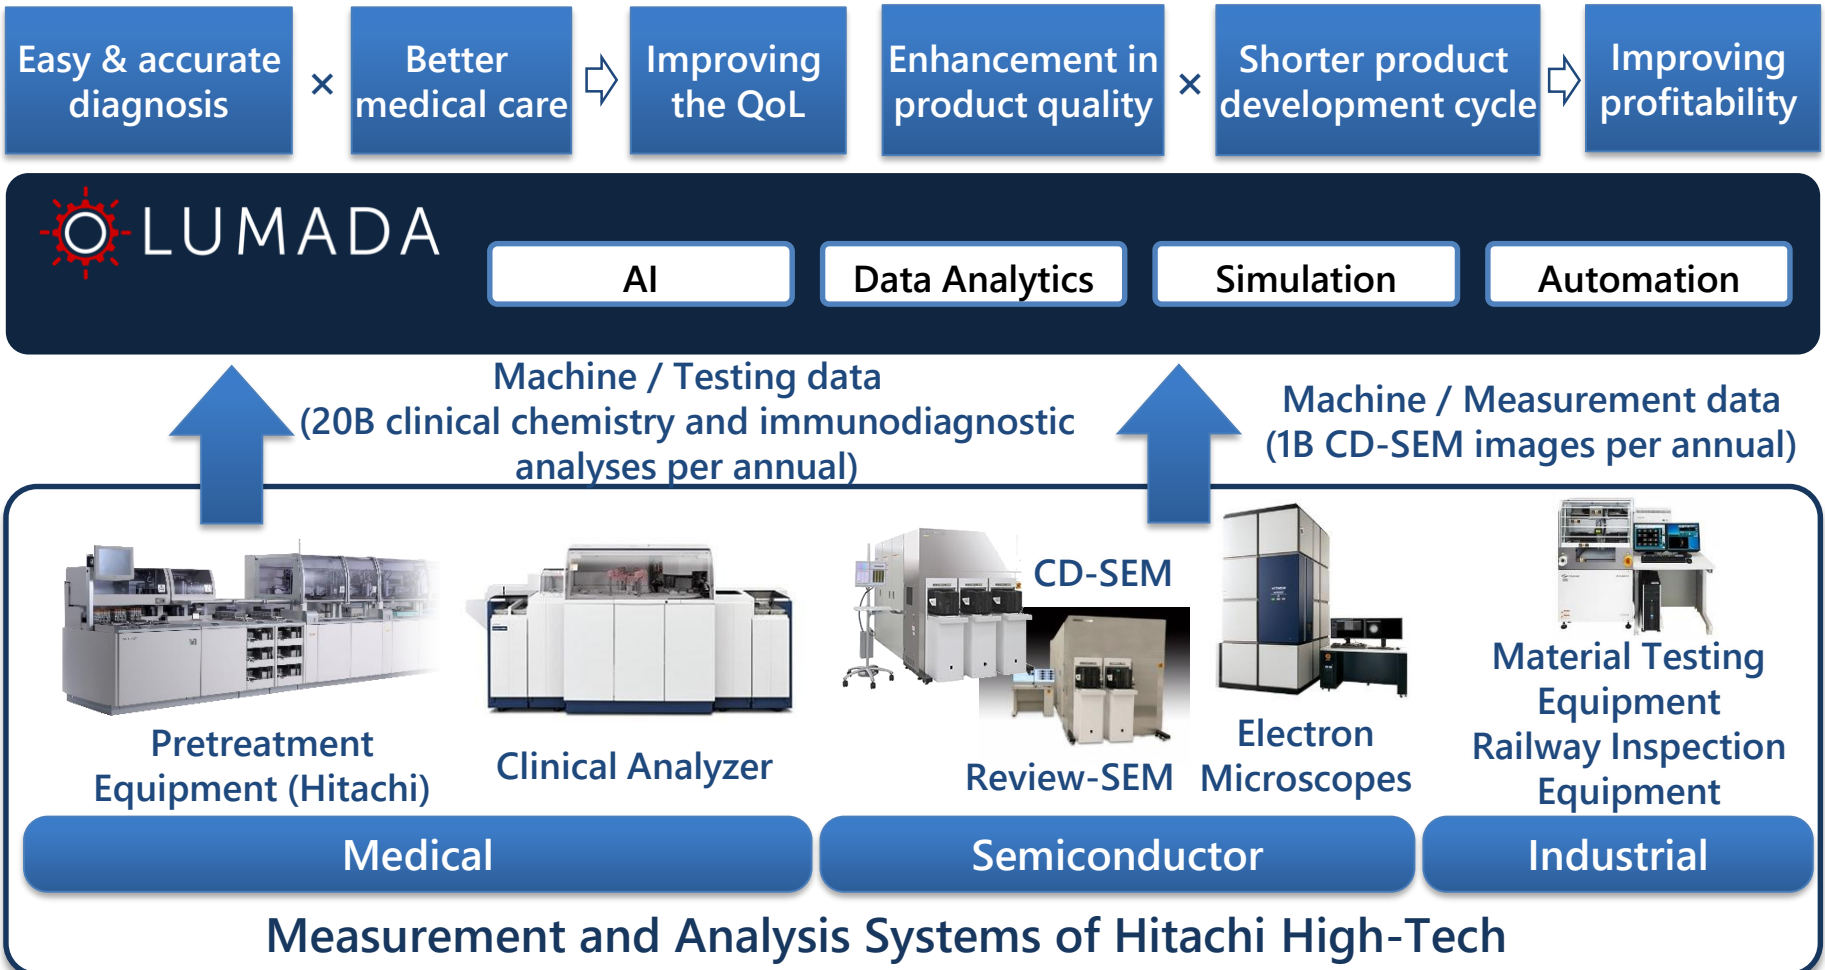 Easy & accurate
diagnosis
×
Better
medical care
Improving
the QoL
Enhancement in
product quality
×
Shorter product
development cycle
Improving
profitability
LUMADA
AI
Data Analytics
Simulation
Automation
Machine / Testing data
(20B clinical chemistry and immunodiagnostic
analyses per annual)
Machine / Measurement data
(1B CD-SEM images per annual)
Pretreatment
Equipment (Hitachi)
Clinical Analyzer
CD-SEM
Review-SEM
Electron
Microscopes
Material Testing
Equipment
Railway Inspection
Equipment
Medical
Semiconductor
Industrial
Measurement and Analysis Systems of Hitachi High-Tech